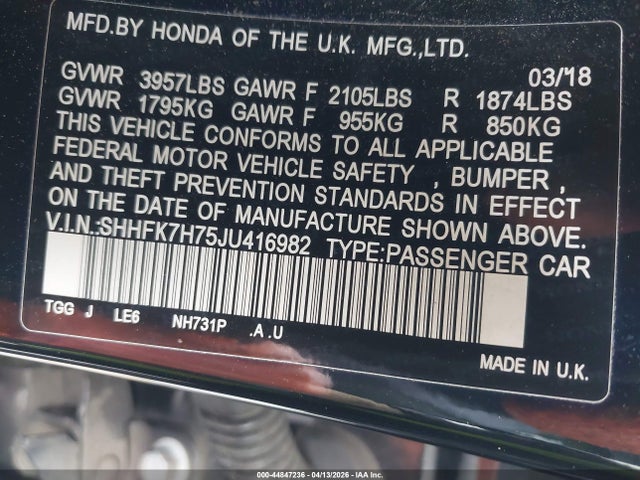 MFD.BY HONDA OF THE U.K. MFG.,LTD.
03/'18
GVWR 3957LBS GAWR F 2105LBS R 1874LBS
GVWR 1795KG GAWR F 955KG R 850KG
THIS VEHICLE CONFORMS TO ALL APPLICABLE
FEDERAL MOTOR VEHICLE SAFETY , BUMPER ,
AND THEFT PREVENTION STANDARDS IN EFFECT
ON THE DATE OF MANUFACTURE SHOWN ABOVE.
V.I.N.:SHHFK7H75JU416982 TYPE:PASSENGER CAR
TGG J LE6 NH731P .A.U
MADE IN U.K.
000-44847236 - 04/13/2026 - IAA Inc.